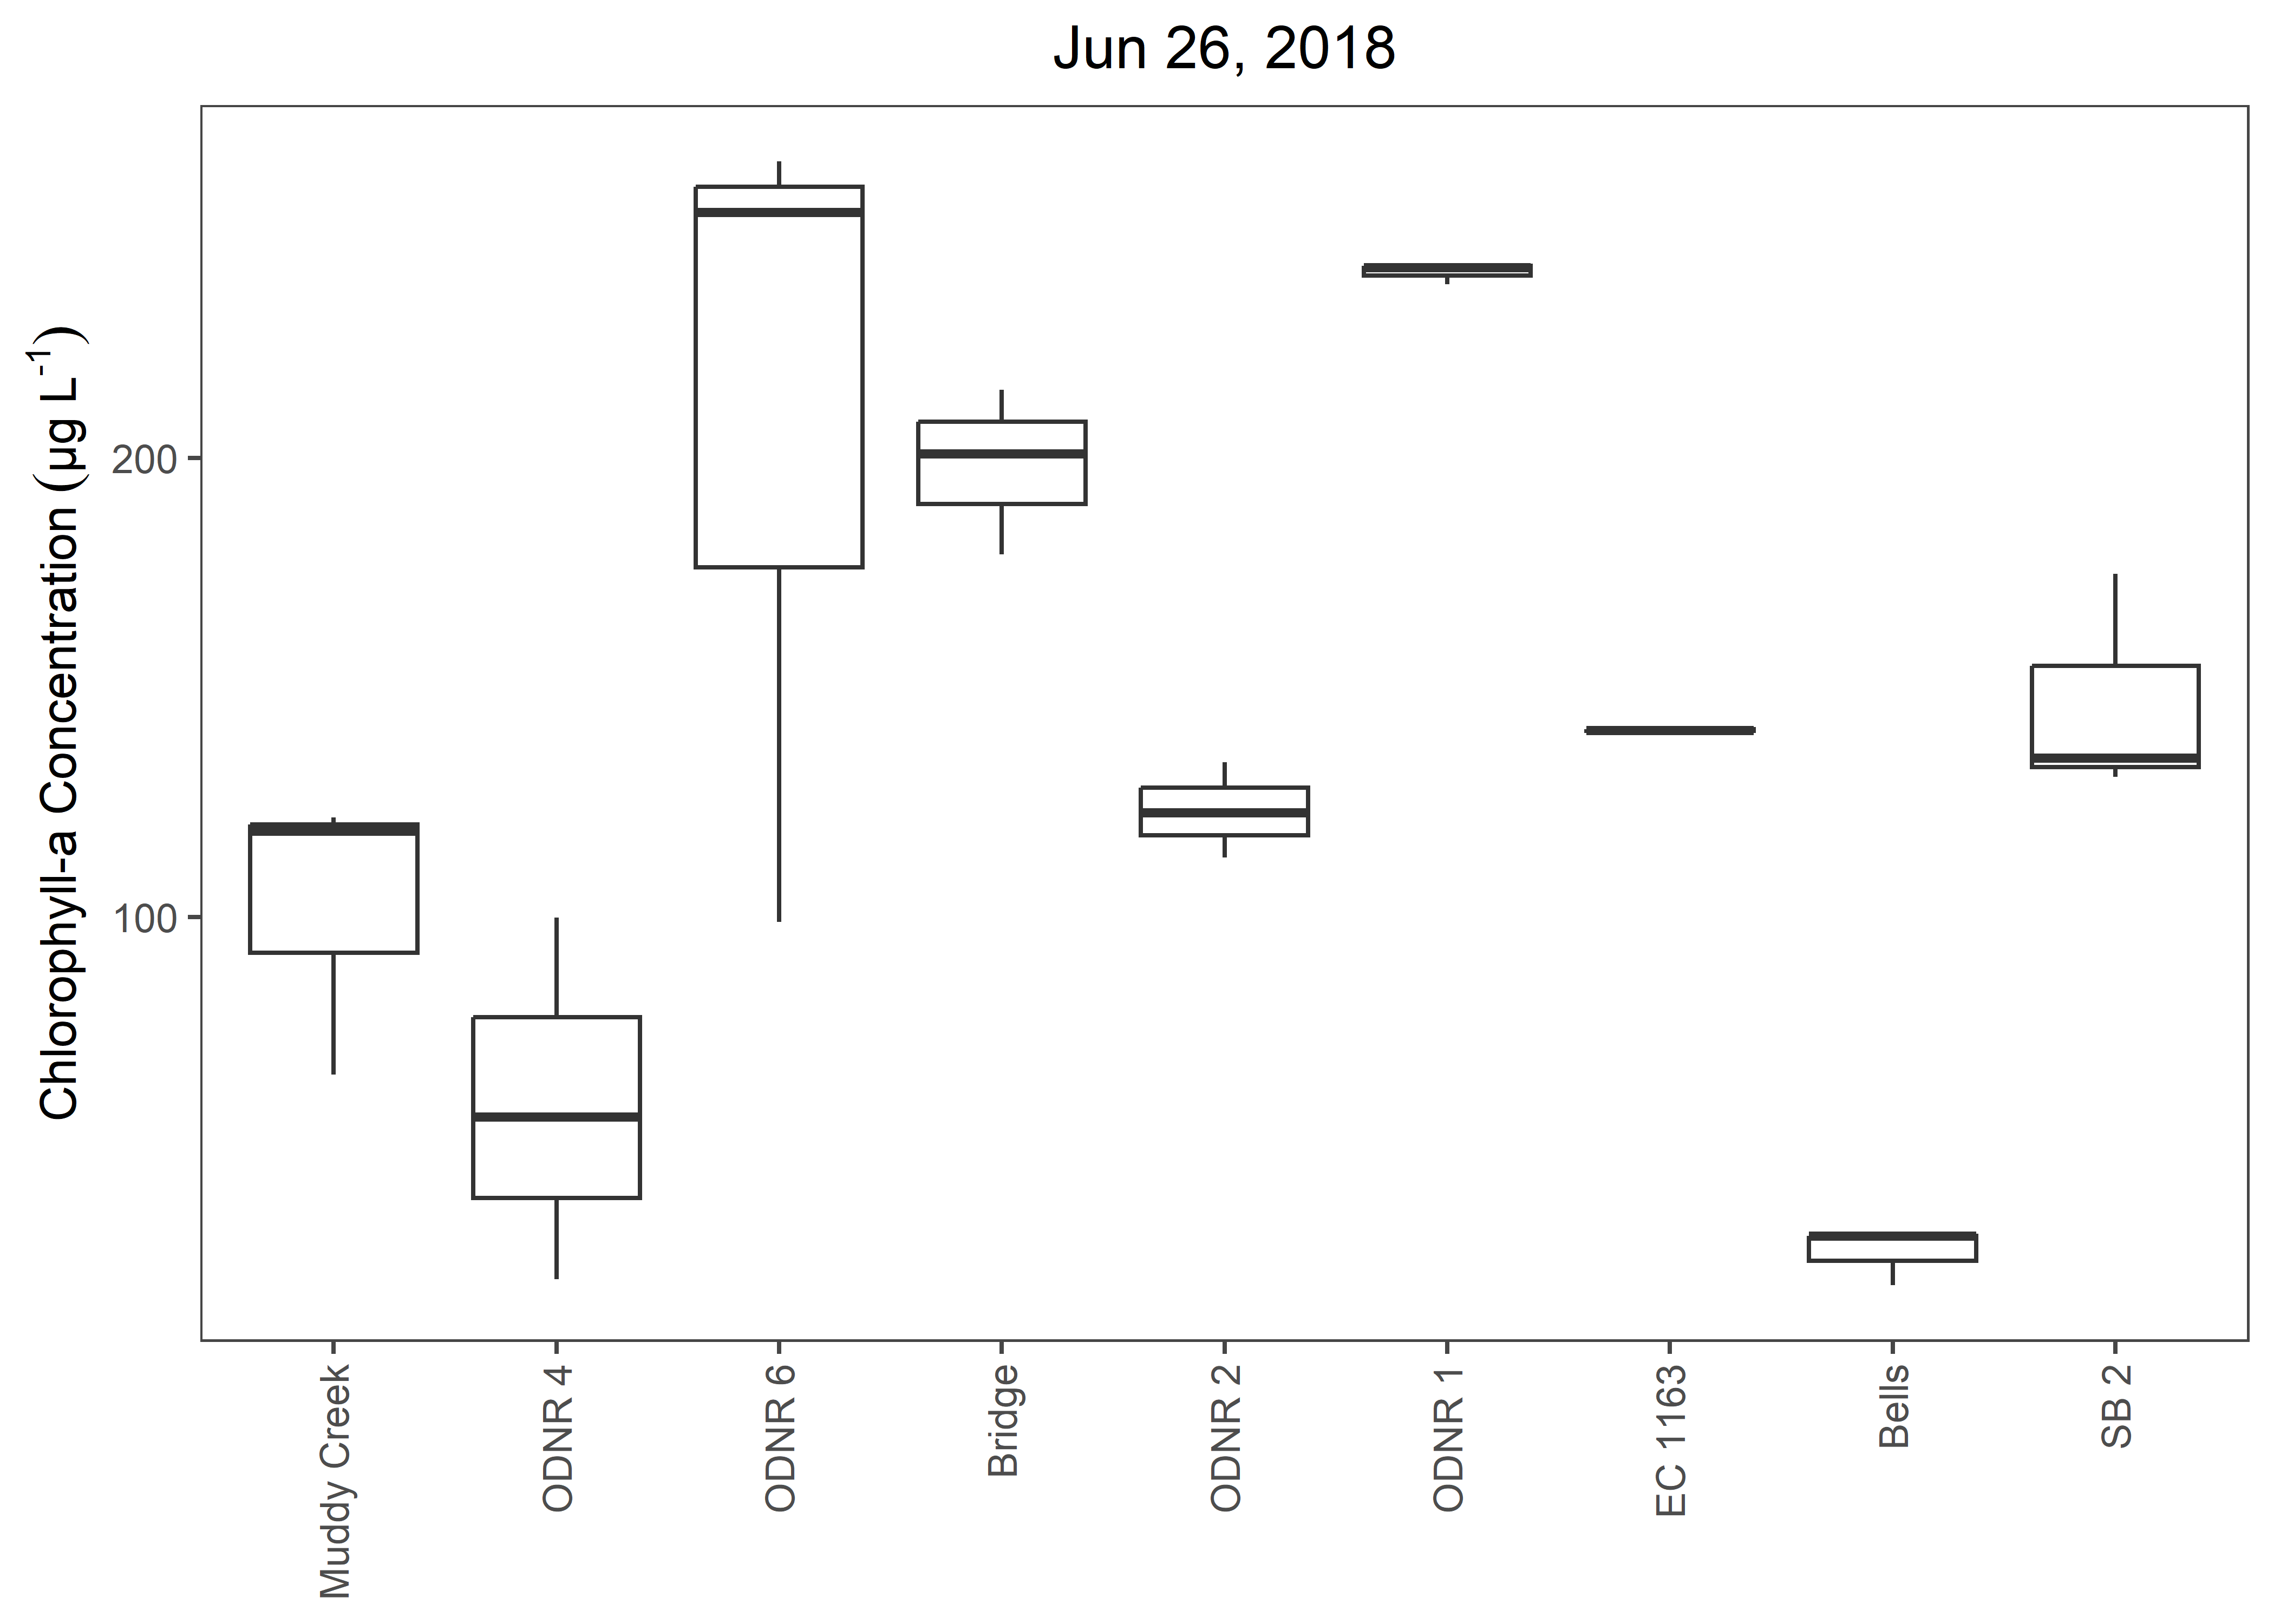 Jun 26, 2018
Chlorophyll-a Concentration (µg L⁻¹)
200
100
Muddy Creek
ODNR 4
ODNR 6
Bridge
ODNR 2
ODNR 1
EC 1163
Bells
SB 2